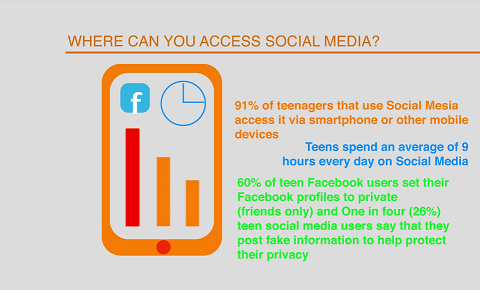 WHERE CAN YOU ACCESS SOCIAL MEDIA?
f
91% of teenagers that use Social Mesia
access it via smartphone or other mobile
devices
Teens spend an average of 9
hours every day on Social Media
60% of teen Facebook users set their
Facebook profiles to private
(friends only) and One in four (26%)
teen social media users say that they
post fake information to help protect
their privacy